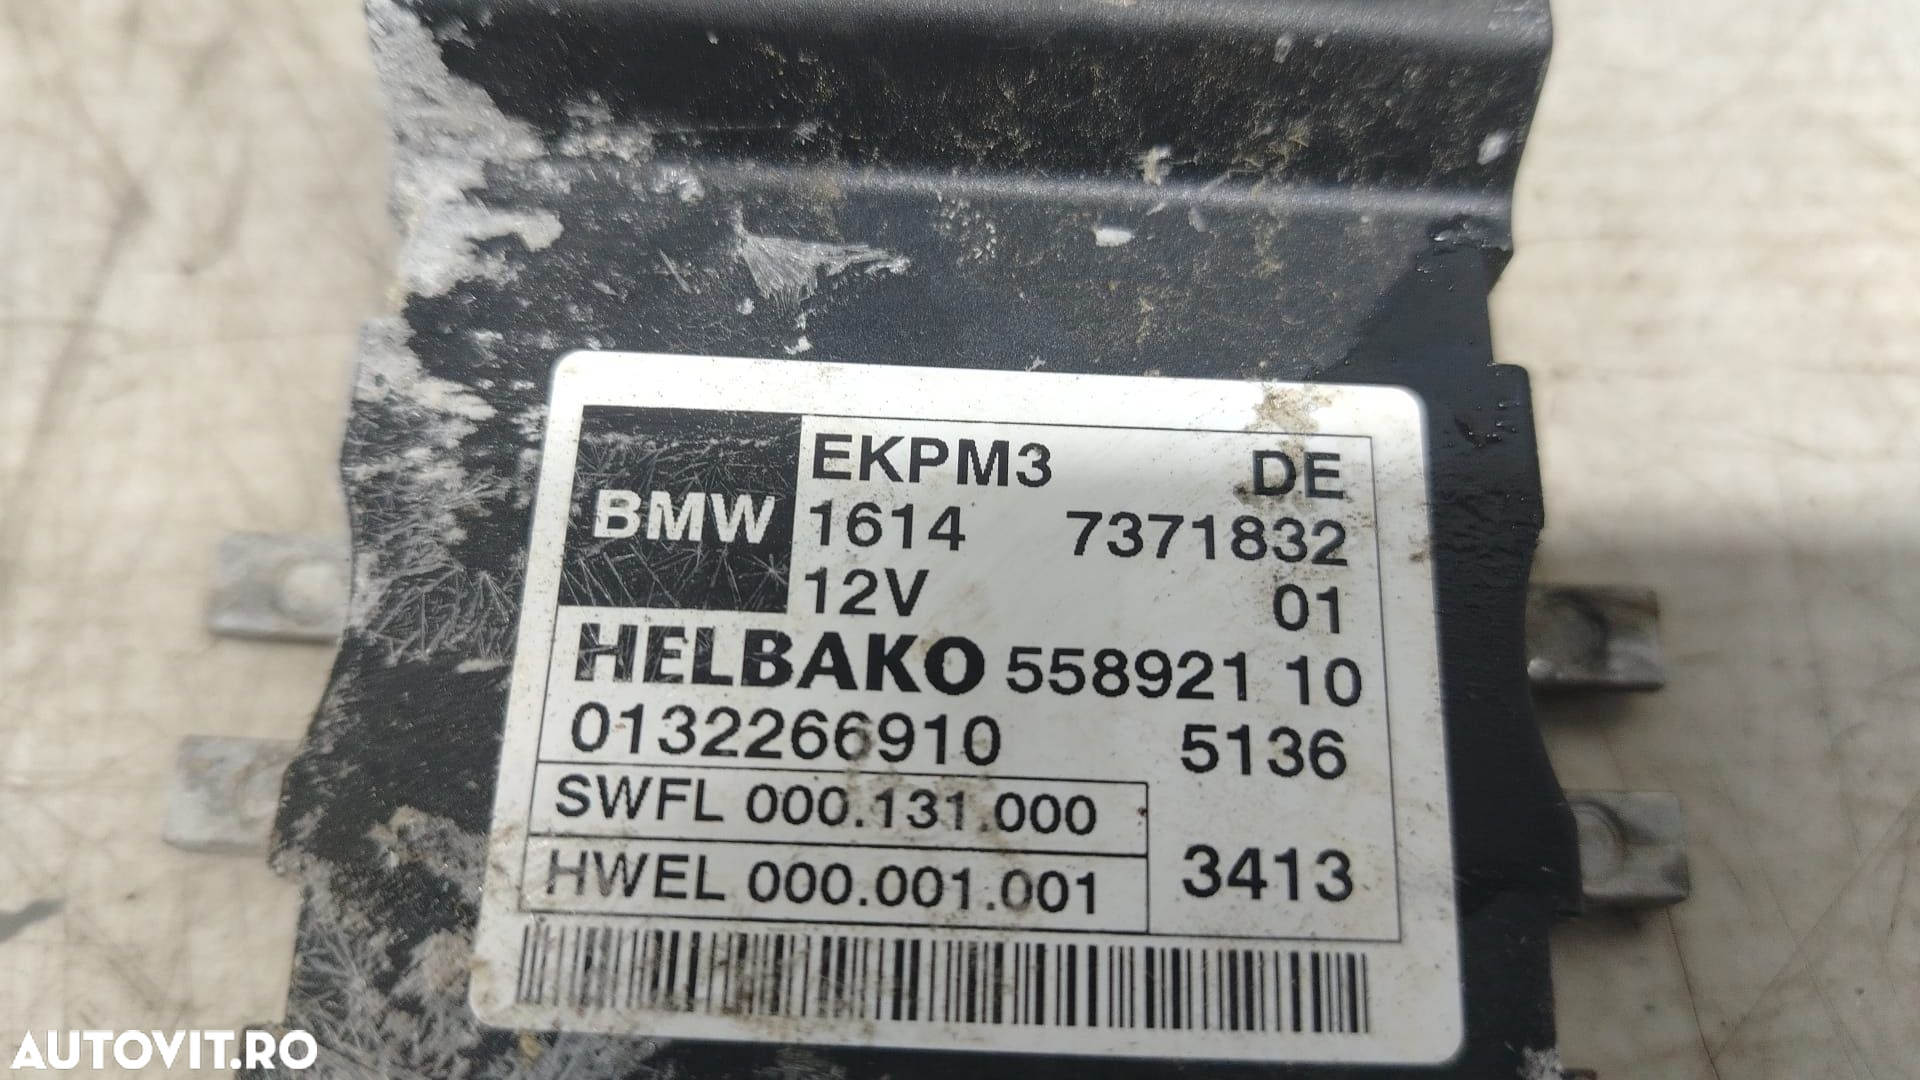 EKPM3 DE
BMW 1614 7371832
12V 01
HELBAKO 558921 10
0132266910 5136
SWFL 000.131.000
HWEL 000.001.001 3413
AUTOVIT.RO